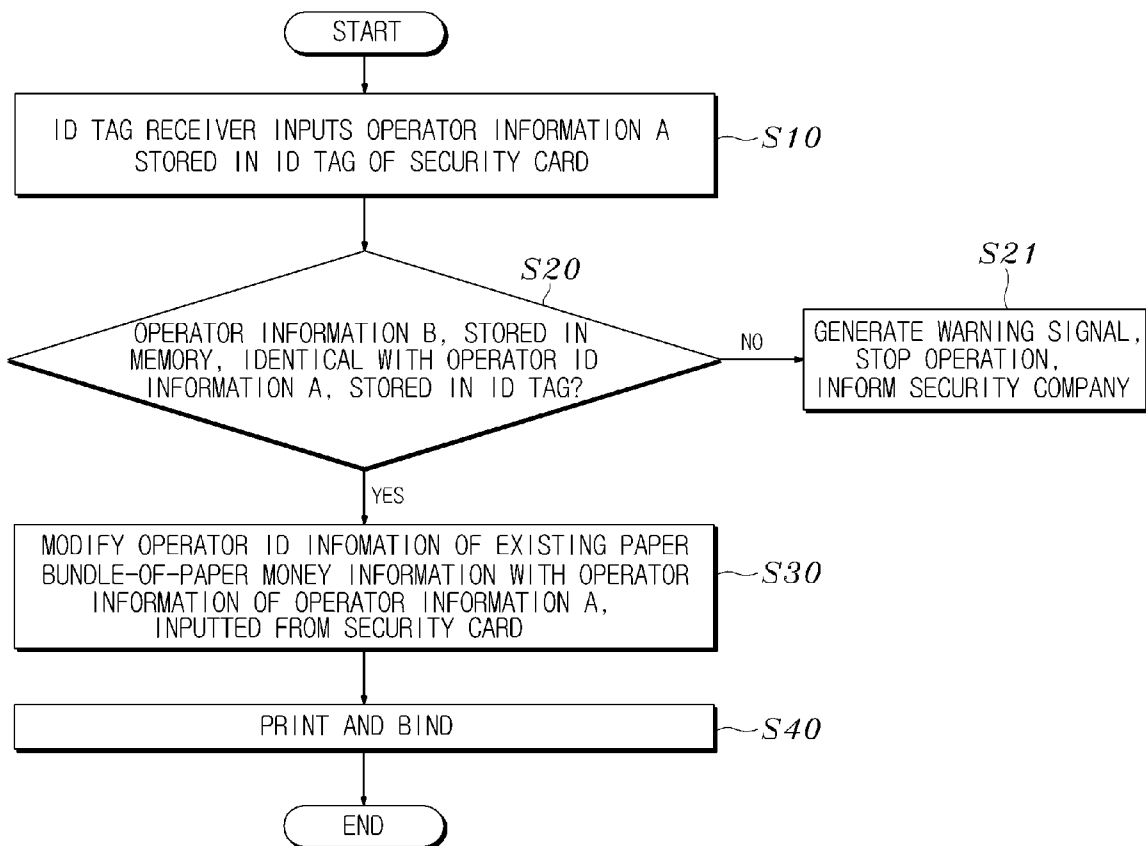 START
ID TAG RECEIVER INPUTS OPERATOR INFORMATION A
STORED IN ID TAG OF SECURITY CARD
S10
S20
OPERATOR INFORMATION B, STORED IN
MEMORY, IDENTICAL WITH OPERATOR ID
INFORMATION A, STORED IN ID TAG?
NO
S21
GENERATE WARNING SIGNAL,
STOP OPERATION,
INFORM SECURITY COMPANY
YES
MODIFY OPERATOR ID INFOMATION OF EXISTING PAPER
BUNDLE-OF-PAPER MONEY INFORMATION WITH OPERATOR
INFORMATION OF OPERATOR INFORMATION A,
INPUTTED FROM SECURITY CARD
S30
PRINT AND BIND
S40
END